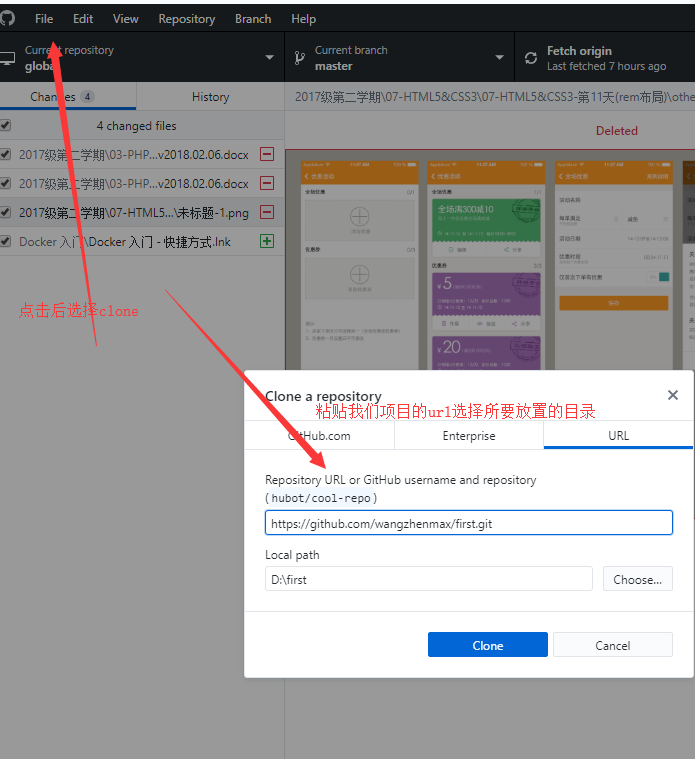 File Edit View Repository Branch Help
Current repository
global
Current branch
master
Fetch origin
Last fetched 7 hours ago
Changes 4
History
2017级第二学期\07-HTML5&CSS3\07-HTML5&CSS3-第11天(rem布局)\othe
4 changed files
Deleted
2017级第二学期\03-PHP...v2018.02.06.docx
2017级第二学期\03-PHP...v2018.02.06.docx
2017级第二学期\07-HTML5...\未标题-1.png
Docker 入门\Docker 入门 - 快捷方式.lnk
全场满300减10
¥5
¥20
点击后选择clone
Clone a repository
粘贴我们项目的url选择所要放置的目录
GitHub.com
Enterprise
URL
Repository URL or GitHub username and repository
(hubot/cool-repo)
https://github.com/wangzhenmax/first.git
Local path
D:\first
Choose...
Clone
Cancel